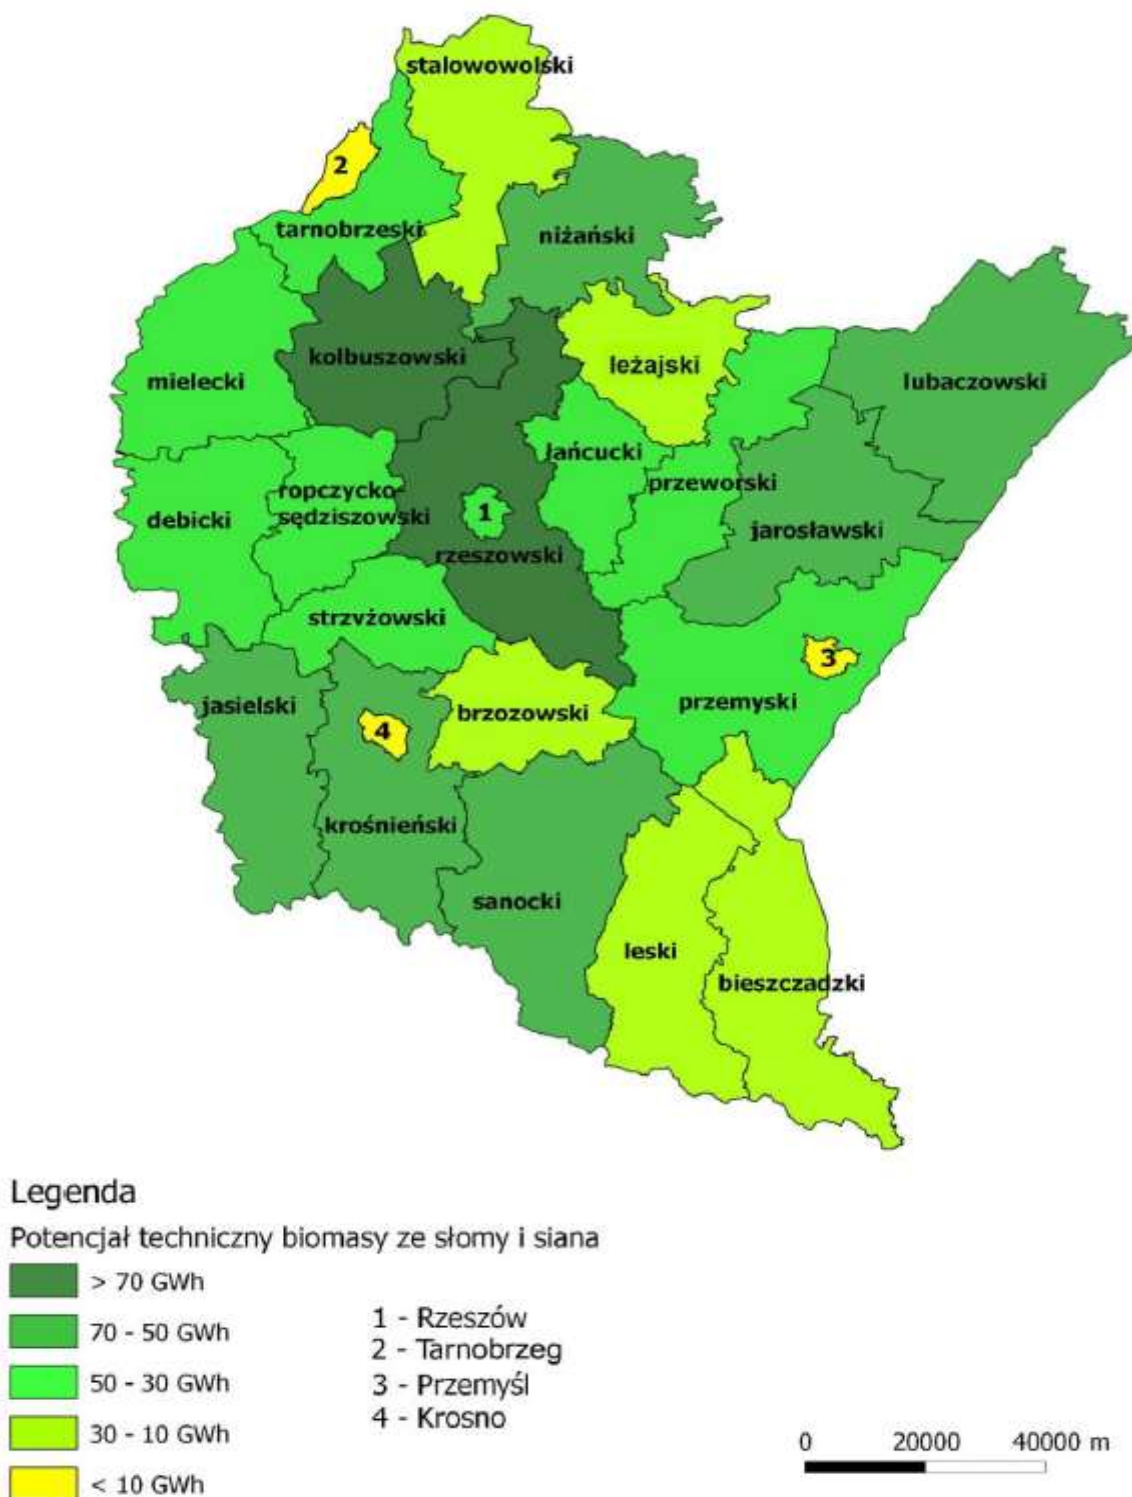 stalowowolski
2
tarnobrzeski
niżański
kolbuszowski
leżajski
mielecki
lubaczowski
łańcucki
ropczycko-
sędziszowski
przeworski
debicki
1
jarosławski
rzeszowski
strzyżowski
3
jasielski
brzozowski
przemyski
4
krośnieński
sanocki
leski
bieszczadzki
Legenda
Potencjał techniczny biomasy ze słomy i siana
> 70 GWh
70 - 50 GWh
50 - 30 GWh
30 - 10 GWh
< 10 GWh
1 - Rzeszów
2 - Tarnobrzeg
3 - Przemyśl
4 - Krosno
0 20000 40000 m